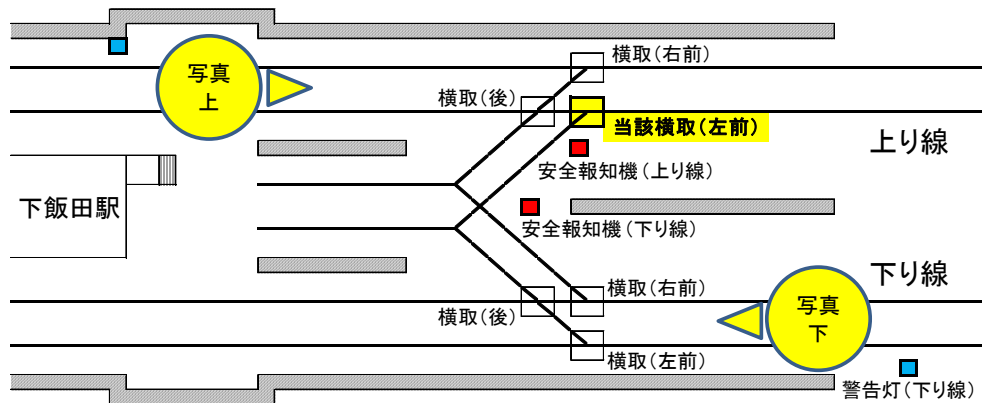 写真
上
横取(右前)
横取(後)
当該横取(左前)
上り線
安全報知機(上り線)
下飯田駅
安全報知機(下り線)
下り線
横取(右前)
写真
下
横取(後)
横取(左前)
警告灯(下り線)